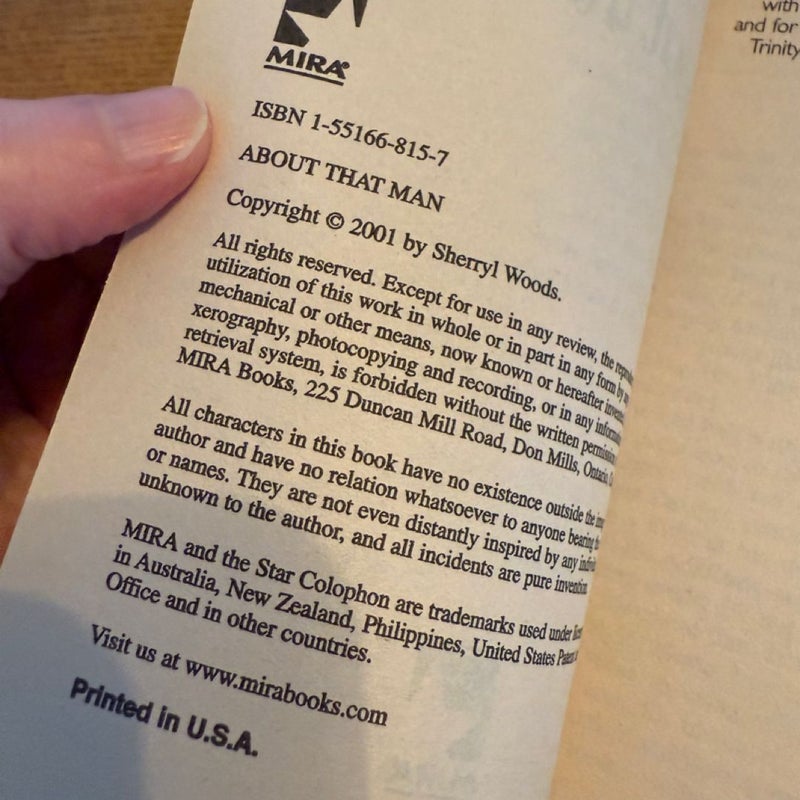 MIRA®
ISBN 1-55166-815-7
ABOUT THAT MAN
Copyright © 2001 by Sherryl Woods.
All rights reserved. Except for use in any review, the
utilization of this work in whole or in part in any form by
mechanical or other means, now known or hereafter
xerography, photocopying and recording, or in any
retrieval system, is forbidden without the written permission
MIRA Books, 225 Duncan Mill Road, Don Mills, Ontario,
All characters in this book have no existence outside the
author and have no relation whatsoever to anyone bearing
or names. They are not even distantly inspired by any
unknown to the author, and all incidents are pure invention.
MIRA and the Star Colophon are trademarks used under
in Australia, New Zealand, Philippines, United States Patent
Office and in other countries.
Visit us at www.mirabooks.com
Printed in U.S.A.
with
and for
Trinity